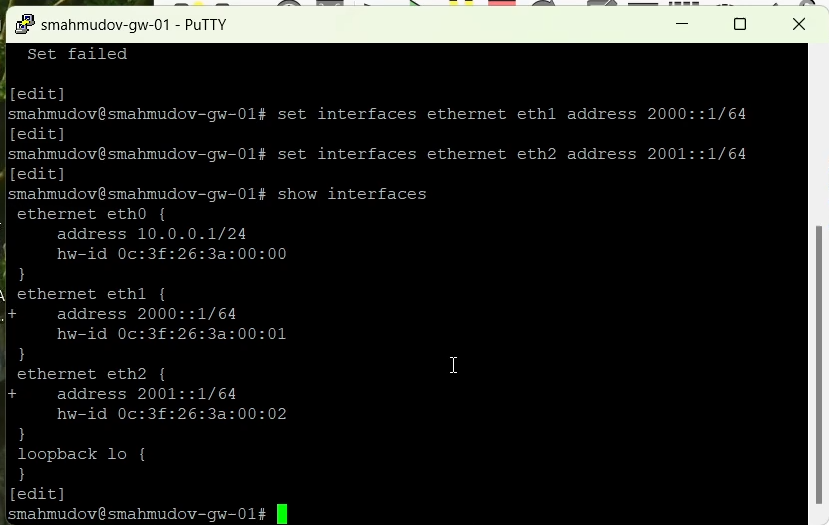 smahmudov-gw-01 - PuTTY
Set failed
[edit]
smahmudov@smahmudov-gw-01# set interfaces ethernet eth1 address 2000::1/64
[edit]
smahmudov@smahmudov-gw-01# set interfaces ethernet eth2 address 2001::1/64
[edit]
smahmudov@smahmudov-gw-01# show interfaces
ethernet eth0 {
address 10.0.0.1/24
hw-id 0c:3f:26:3a:00:00
}
ethernet eth1 {
+ address 2000::1/64
hw-id 0c:3f:26:3a:00:01
}
ethernet eth2 {
+ address 2001::1/64
hw-id 0c:3f:26:3a:00:02
}
loopback lo {
}
[edit]
smahmudov@smahmudov-gw-01#